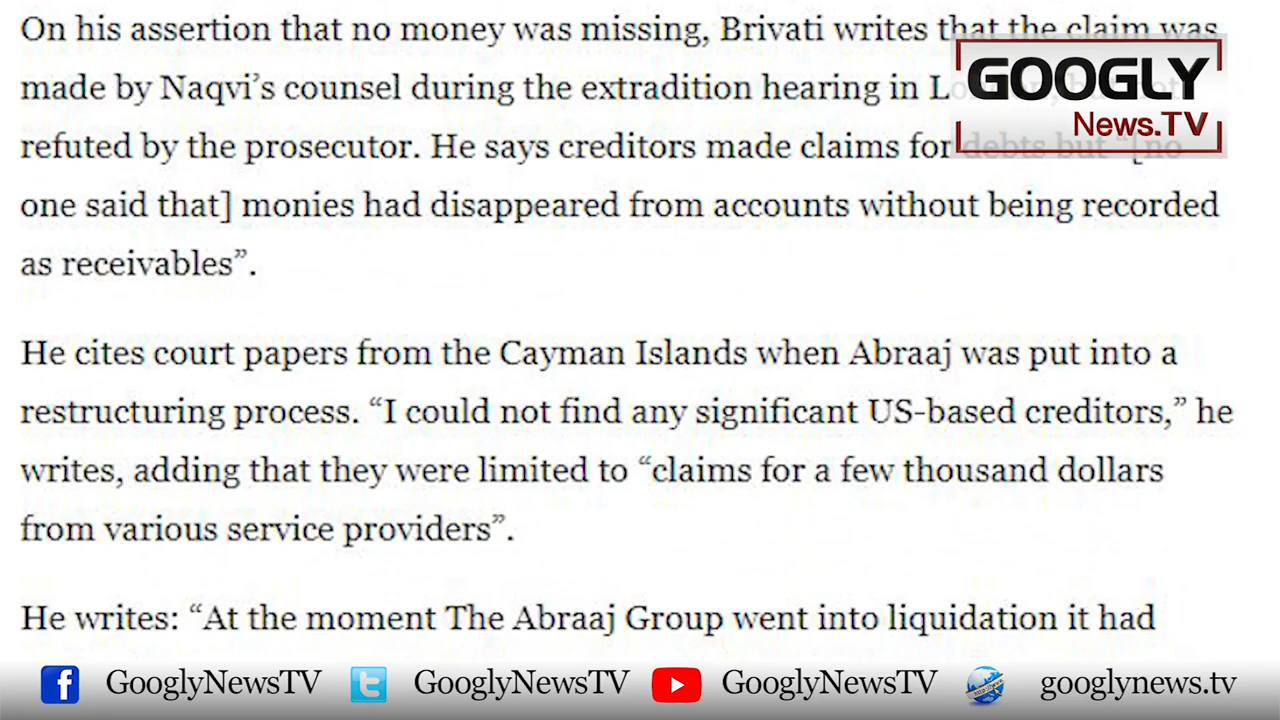 On his assertion that no money was missing, Brivati writes that the claim was
made by Naqvi’s counsel during the extradition hearing in
refuted by the prosecutor. He says creditors made claims for debts but “[no
one said that] monies had disappeared from accounts without being recorded
as receivables”.
He cites court papers from the Cayman Islands when Abraaj was put into a
restructuring process. “I could not find any significant US-based creditors,” he
writes, adding that they were limited to “claims for a few thousand dollars
from various service providers”.
He writes: “At the moment The Abraaj Group went into liquidation it had
GOOGLY
News.TV
GooglyNewsTV
GooglyNewsTV
GooglyNewsTV
googlynews.tv